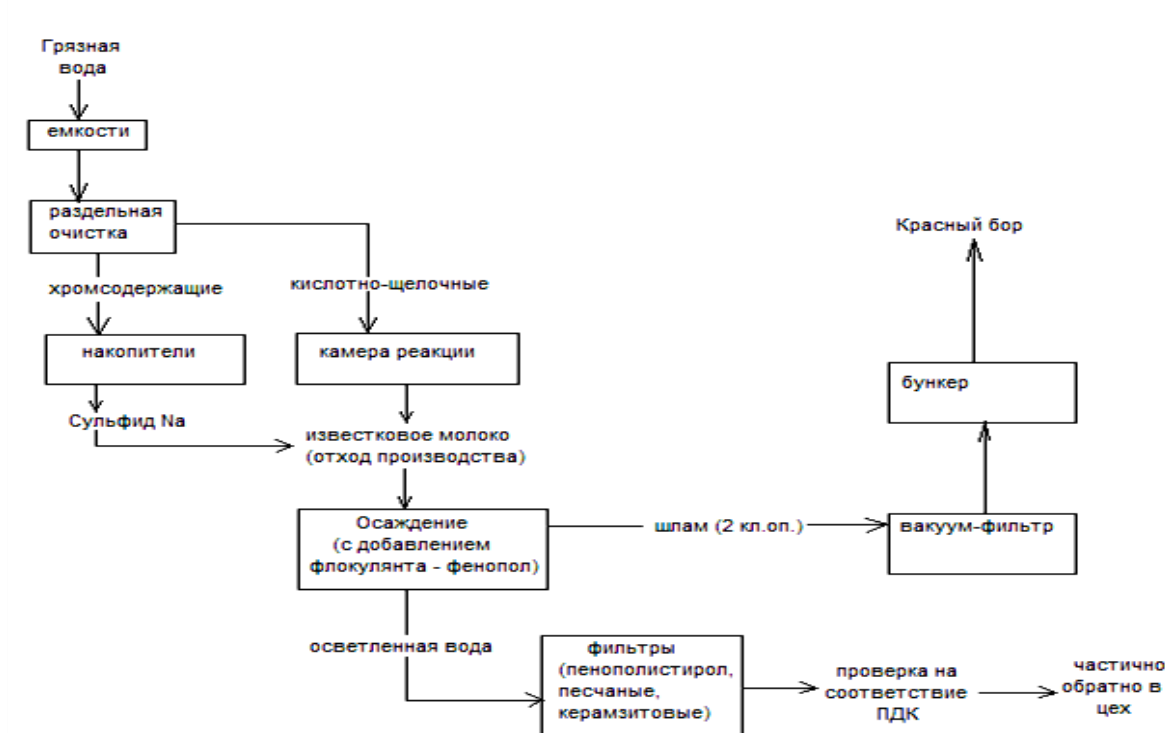 Грязная
вода
емкости
раздельная
очистка
хромсодержащие
кислотно-щелочные
накопители
камера реакции
Сульфид Na
известковое молоко
(отход производства)
Осаждение
(с добавлением
флокулянта - фенопол)
шлам (2 кл.оп.)
вакуум-фильтр
бункер
Красный бор
осветленная вода
фильтры
(пенополистирол,
песчаные,
керамзитовые)
проверка на
соответствие
ПДК
частично
обратно в
цех